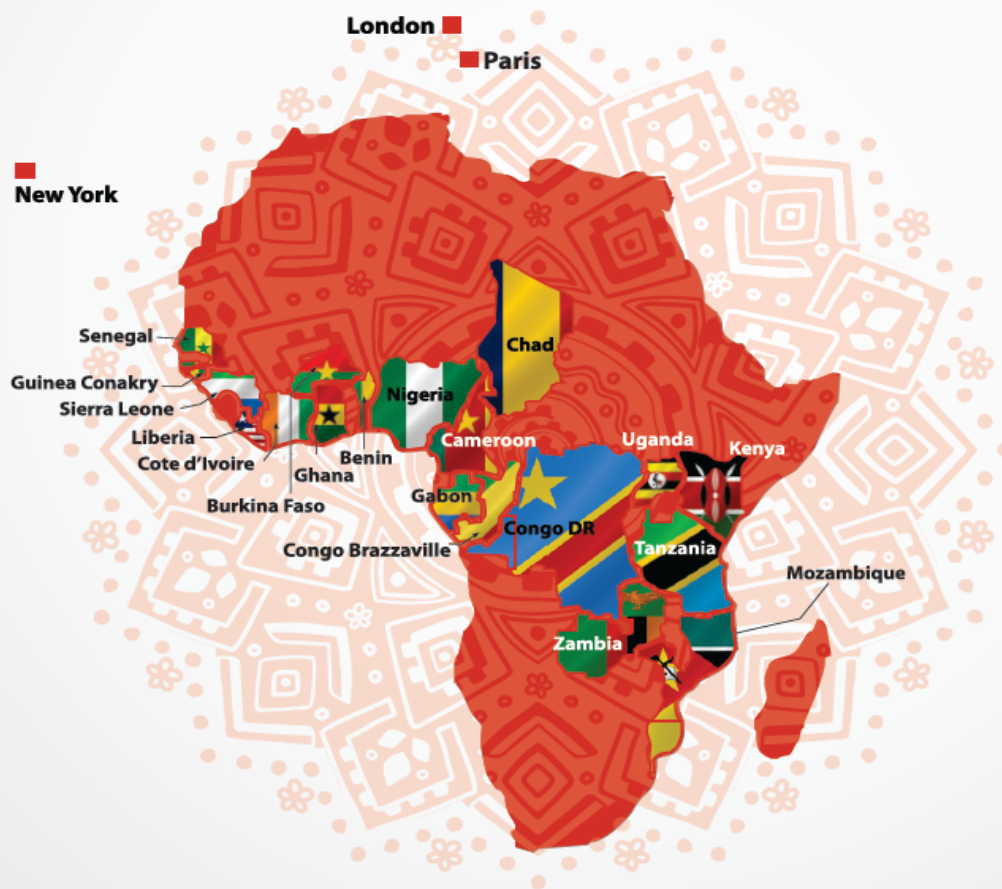 London
Paris
New York
Senegal
Chad
Guinea Conakry
Nigeria
Sierra Leone
Liberia
Cameroon
Uganda
Kenya
Cote d'Ivoire
Benin
Ghana
Gabon
Burkina Faso
Congo DR
Congo Brazzaville
Tanzania
Mozambique
Zambia